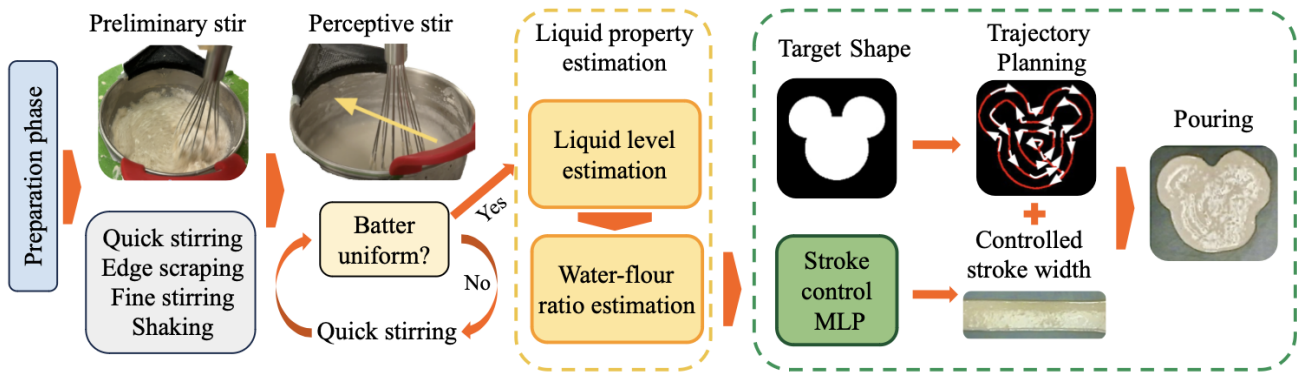 Preparation phase
Preliminary stir
Quick stirring
Edge scraping
Fine stirring
Shaking
Perceptive stir
Batter
uniform?
Yes
No
Quick stirring
Liquid property
estimation
Liquid level
estimation
Water-flour
ratio estimation
Target Shape
Trajectory
Planning
Stroke
control
MLP
Controlled
stroke width
Pouring